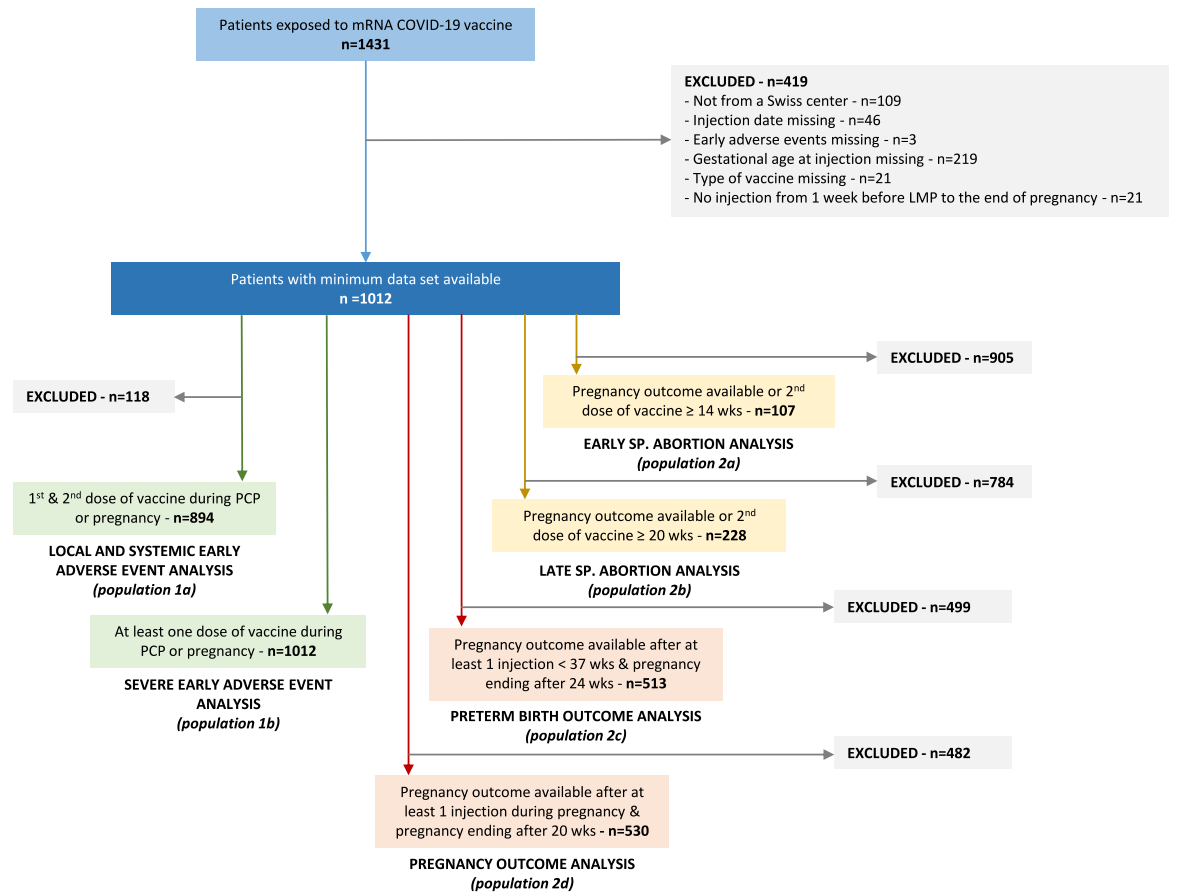 Patients exposed to mRNA COVID-19 vaccine
n=1431
EXCLUDED - n=419
- Not from a Swiss center - n=109
- Injection date missing - n=46
- Early adverse events missing - n=3
- Gestational age at injection missing - n=219
- Type of vaccine missing - n=21
- No injection from 1 week before LMP to the end of pregnancy - n=21
Patients with minimum data set available
n =1012
EXCLUDED - n=905
EXCLUDED - n=118
Pregnancy outcome available or 2nd
dose of vaccine ≥ 14 wks - n=107
EARLY SP. ABORTION ANALYSIS
(population 2a)
EXCLUDED - n=784
1st & 2nd dose of vaccine during PCP
or pregnancy - n=894
LOCAL AND SYSTEMIC EARLY
ADVERSE EVENT ANALYSIS
(population 1a)
Pregnancy outcome available or 2nd
dose of vaccine ≥ 20 wks - n=228
LATE SP. ABORTION ANALYSIS
(population 2b)
EXCLUDED - n=499
At least one dose of vaccine during
PCP or pregnancy - n=1012
SEVERE EARLY ADVERSE EVENT
ANALYSIS
(population 1b)
Pregnancy outcome available after at
least 1 injection < 37 wks & pregnancy
ending after 24 wks - n=513
PRETERM BIRTH OUTCOME ANALYSIS
(population 2c)
EXCLUDED - n=482
Pregnancy outcome available after at
least 1 injection during pregnancy &
pregnancy ending after 20 wks - n=530
PREGNANCY OUTCOME ANALYSIS
(population 2d)